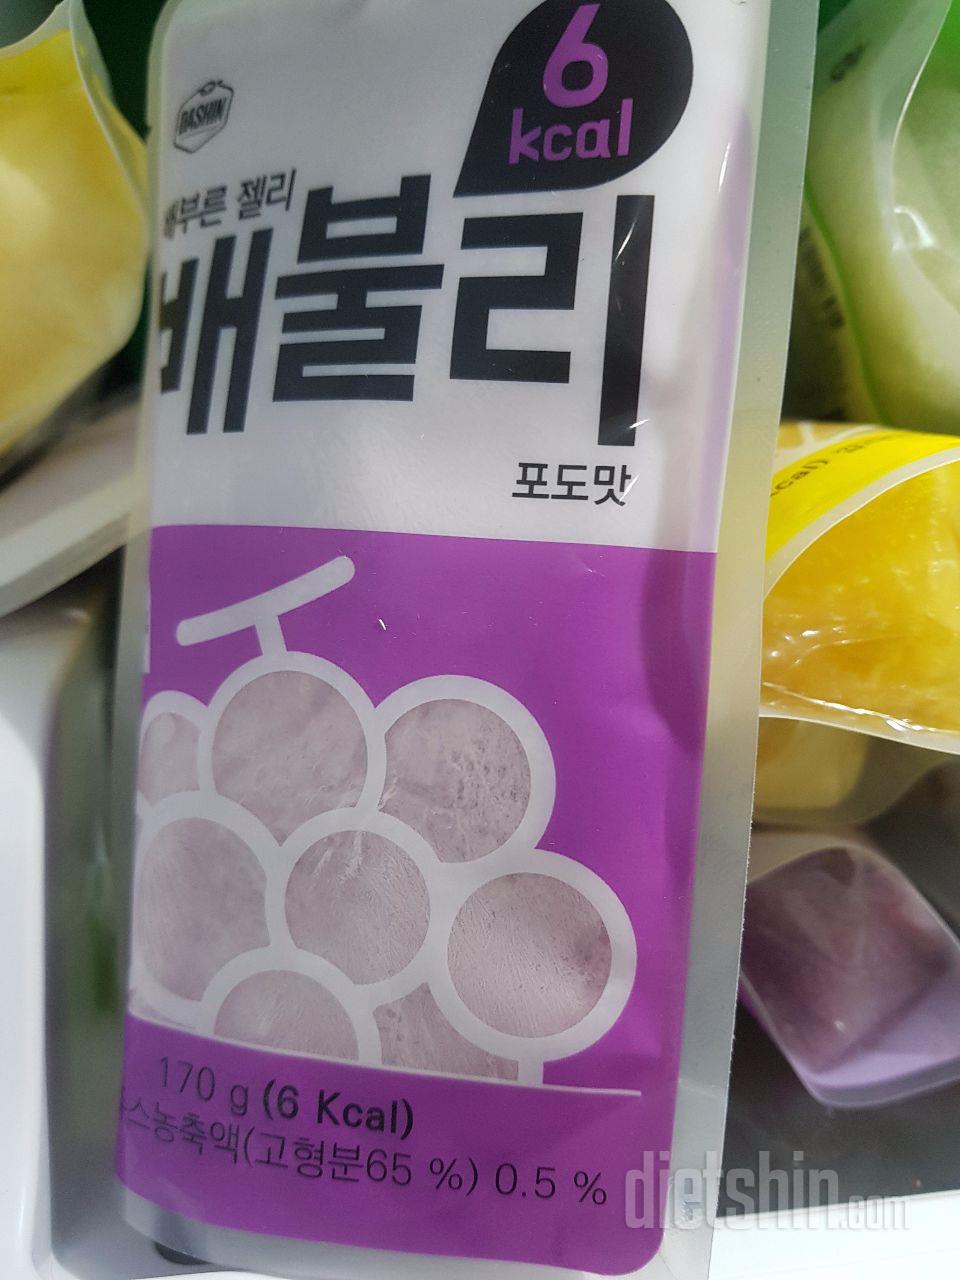 6
kcal
DASHIN
배부른 젤리
배불리
포도맛
kcal)
170 g (6 Kcal)
스농축액(고형분65 %) 0.5 %
dietshin.com